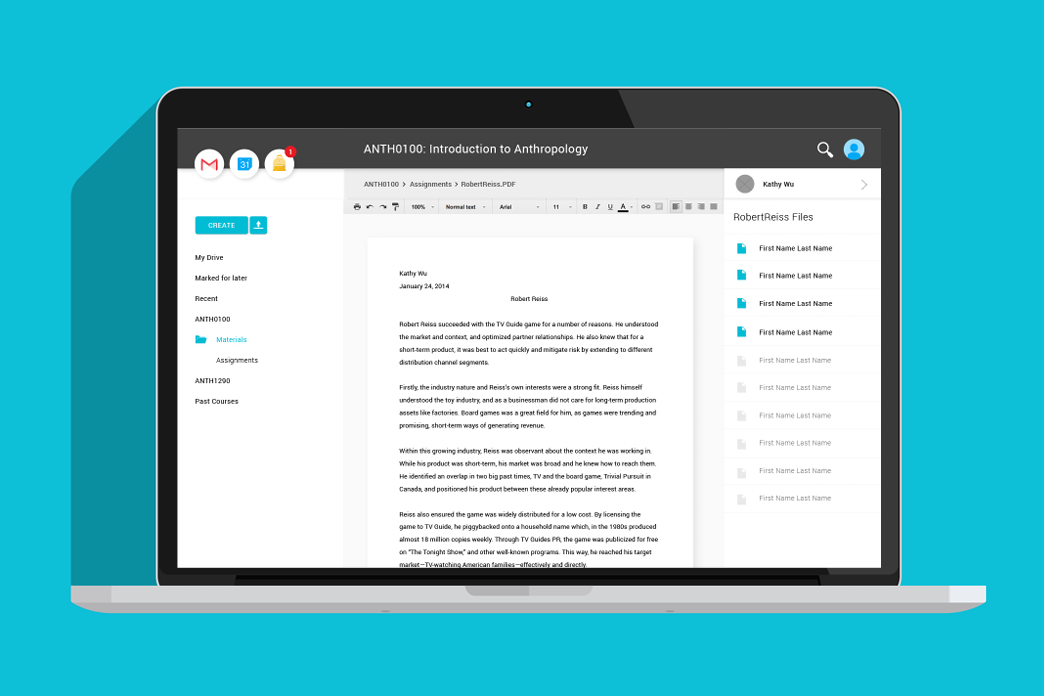 31
1
ANTH0100: Introduction to Anthropology
CREATE
My Drive
Marked for later
Recent
ANTH0100
Materials
Assignments
ANTH1290
Past Courses
ANTH0100 > Assignments > RobertReiss.PDF
100% Normal text Arial 11 B I U A
Kathy Wu
January 24, 2014
Robert Reiss
Robert Reiss succeeded with the TV Guide game for a number of reasons. He understood
the market and context, and optimized partner relationships. He also knew that for a
short-term product, it was best to act quickly and mitigate risk by extending to different
distribution channel segments.
Firstly, the industry nature and Reiss's own interests were a strong fit. Reiss himself
understood the toy industry, and as a businessman did not care for long-term production
assets like factories. Board games was a great field for him, as games were trending and
promising, short-term ways of generating revenue.
Within this growing industry, Reiss was observant about the context he was working in.
While his product was short-term, his market was broad and he knew how to reach them.
He identified an overlap in two big past times, TV and the board game, Trivial Pursuit in
Canada, and positioned his product between these already popular interest areas.
Reiss also ensured the game was widely distributed for a low cost. By licensing the
game to TV Guide, he piggybacked onto a household name which, in the 1980s produced
almost 18 million copies weekly. Through TV Guides PR, the game was publicized for free
on “The Tonight Show,” and other well-known programs. This way, he reached his target
market—TV-watching American families—effectively and directly.
Kathy Wu
RobertReiss Files
First Name Last Name
First Name Last Name
First Name Last Name
First Name Last Name
First Name Last Name
First Name Last Name
First Name Last Name
First Name Last Name
First Name Last Name
First Name Last Name